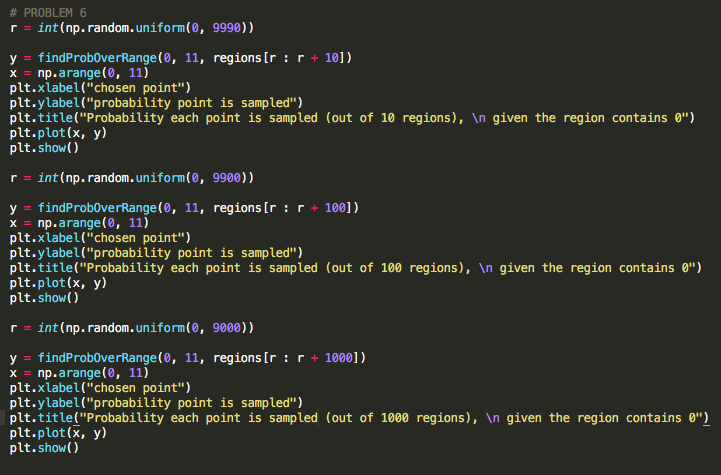 # PROBLEM 6
r = int(np.random.uniform(0, 9990))
y = findProbOverRange(0, 11, regions[r : r + 10])
x = np.arange(0, 11)
plt.xlabel("chosen point")
plt.ylabel("probability point is sampled")
plt.title("Probability each point is sampled (out of 10 regions), \n given the region contains 0")
plt.plot(x, y)
plt.show()
r = int(np.random.uniform(0, 9900))
y = findProbOverRange(0, 11, regions[r : r + 100])
x = np.arange(0, 11)
plt.xlabel("chosen point")
plt.ylabel("probability point is sampled")
plt.title("Probability each point is sampled (out of 100 regions), \n given the region contains 0")
plt.plot(x, y)
plt.show()
r = int(np.random.uniform(0, 9000))
y = findProbOverRange(0, 11, regions[r : r + 1000])
x = np.arange(0, 11)
plt.xlabel("chosen point")
plt.ylabel("probability point is sampled")
plt.title("Probability each point is sampled (out of 1000 regions), \n given the region contains 0")
plt.plot(x, y)
plt.show()